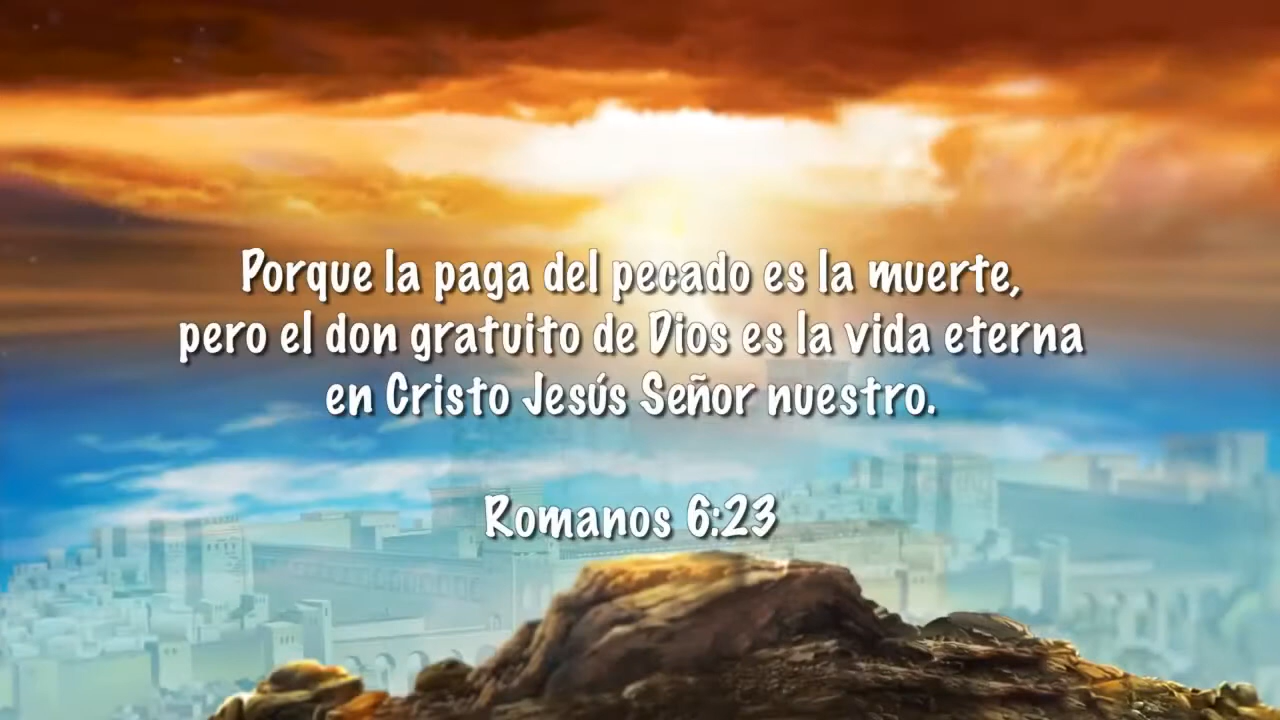 Porque la paga del pecado es la muerte,
pero el don gratuito de Dios es la vida eterna
en Cristo Jesús Señor nuestro.
Romanos 6:23